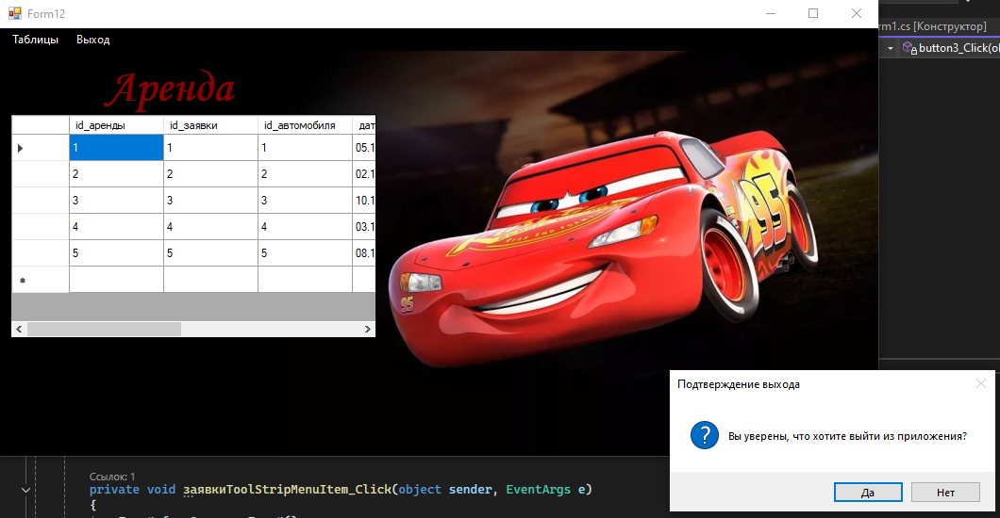 Form12
rm1.cs [Конструктор]
Таблицы Выход
button3_Click(ob
Аренда
id_аренды id_заявки id_автомобиля дат
1 1 1 05.1
2 2 2 02.1
3 3 3 10.1
4 4 4 03.1
5 5 5 08.1
95
95
Подтверждение выхода
Вы уверены, что хотите выйти из приложения?
Да Нет
Ссылок: 1
private void заявкиToolStripMenuItem_Click(object sender, EventArgs e)
{